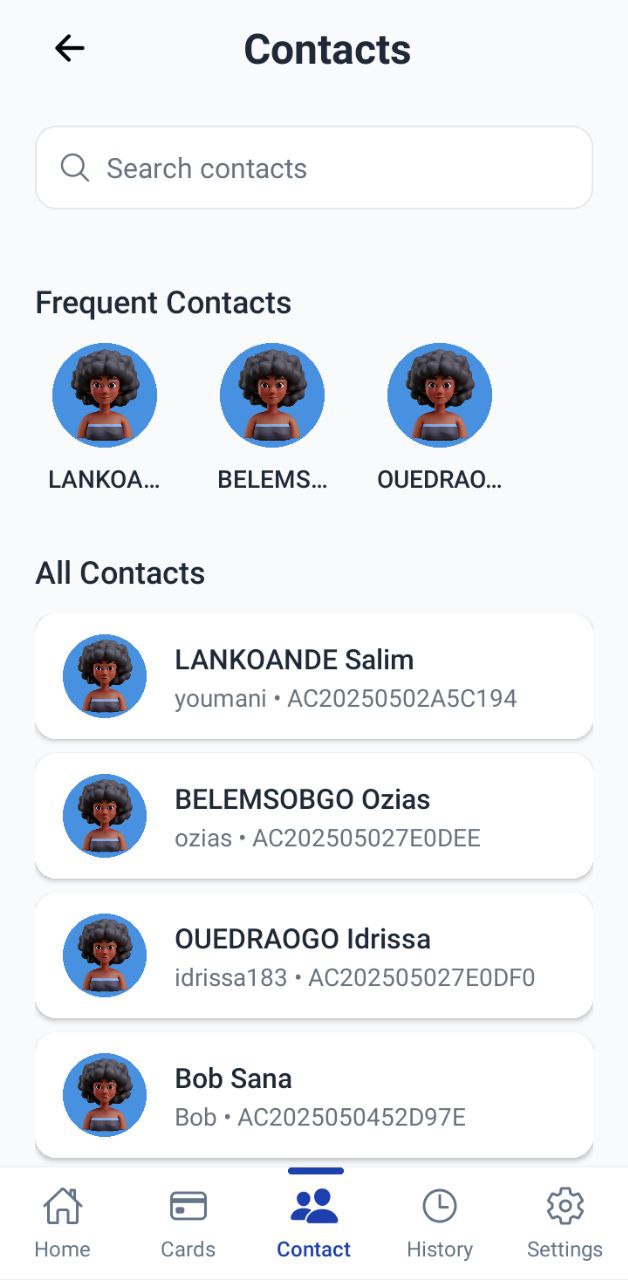 Contacts
Search contacts
Frequent Contacts
LANKOA... BELEMS... OUEDRAO...
All Contacts
LANKOANDE Salim
youmani • AC20250502A5C194
BELEMSOBGO Ozias
ozias • AC202505027E0DEE
OUEDRAOGO Idrissa
idrissa183 • AC202505027E0DF0
Bob Sana
Bob • AC2025050452D97E
Home Cards Contact History Settings